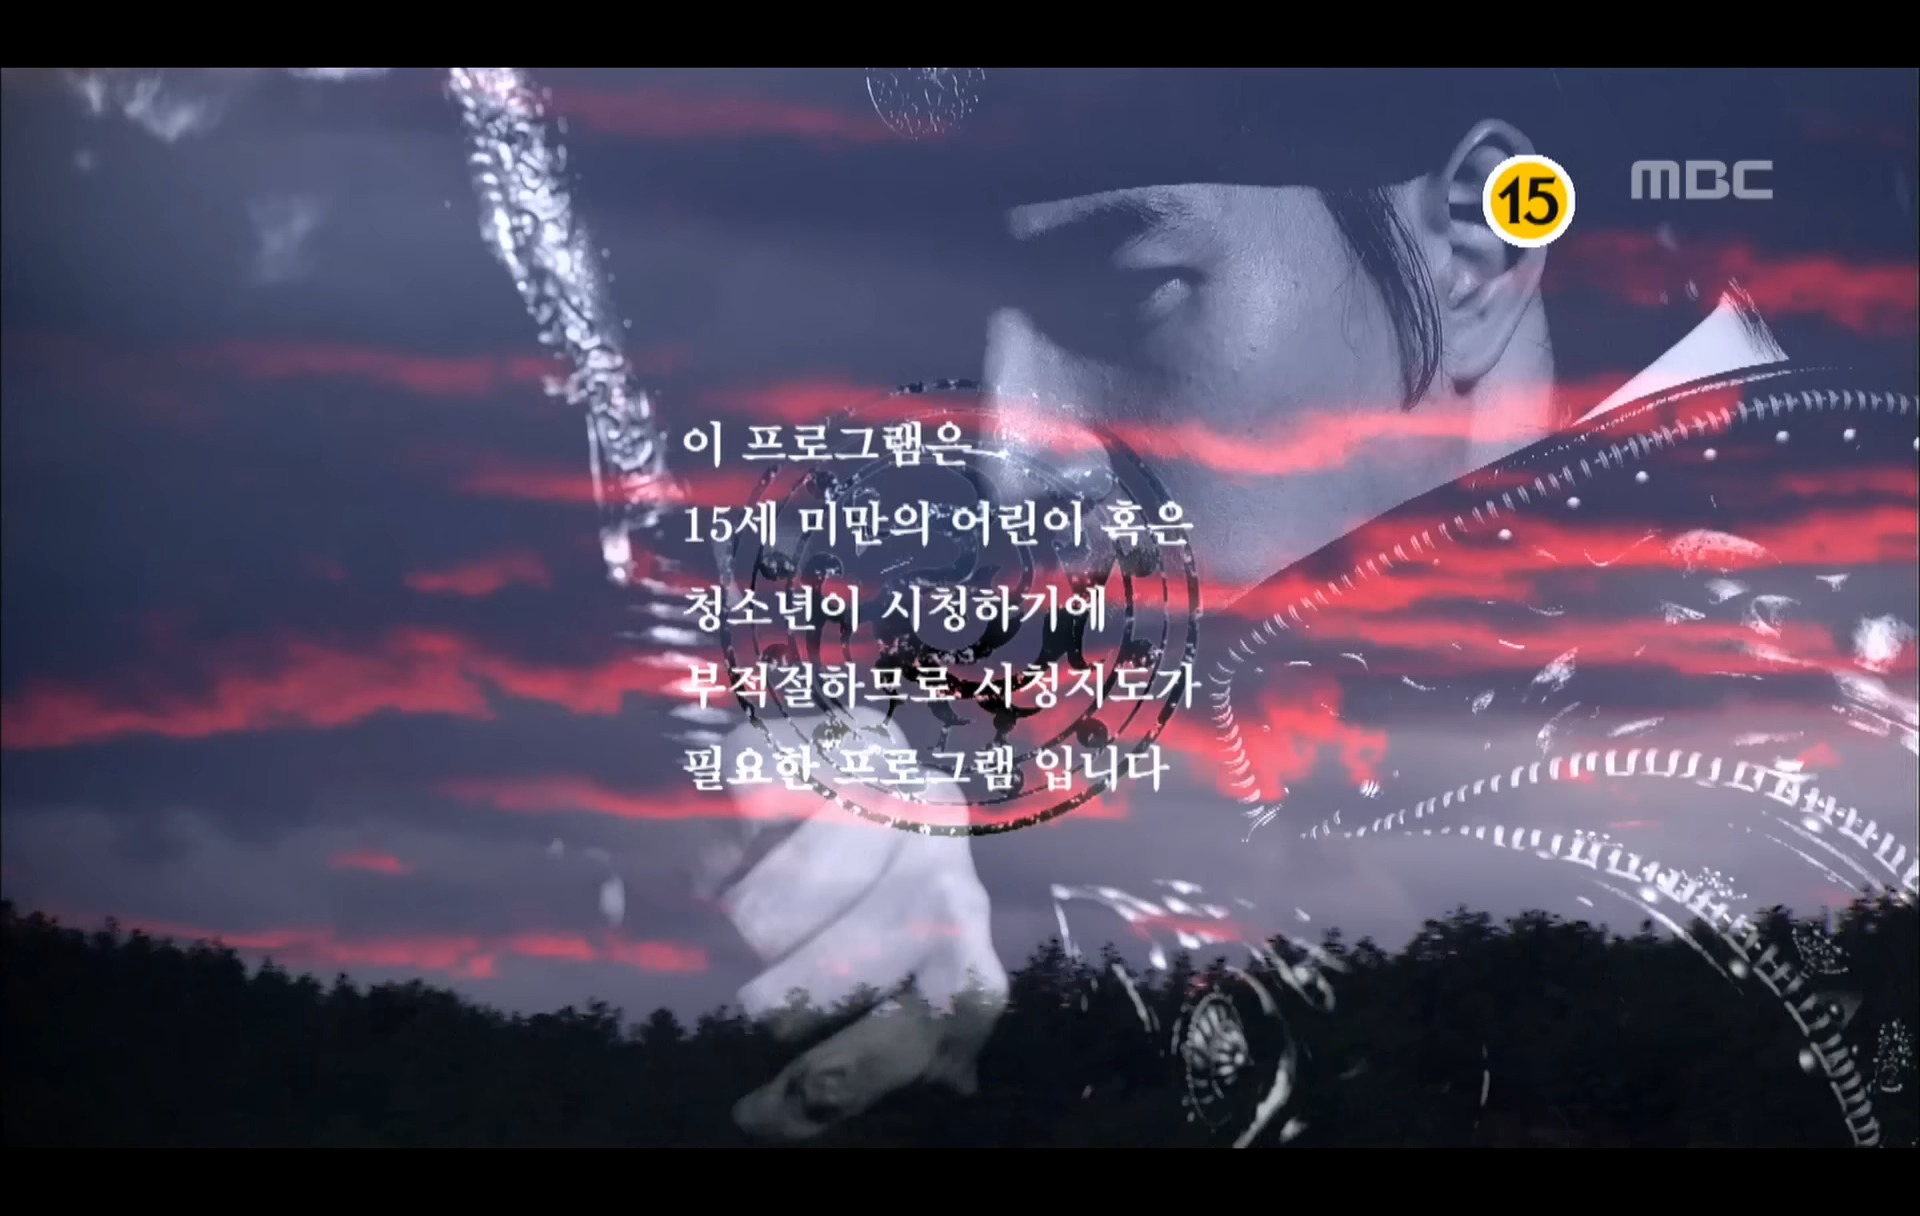 15
MBC
이 프로그램은
15세 미만의 어린이 혹은
청소년이 시청하기에
부적절하므로 시청지도가
필요한 프로그램 입니다